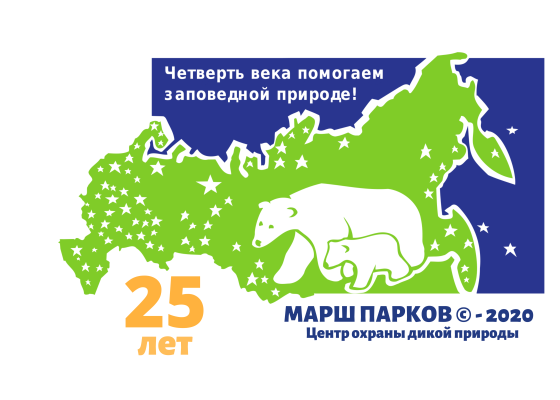 Четверть века помогаем
заповедной природе!
25
лет
МАРШ ПАРКОВ © - 2020
Центр охраны дикой природы